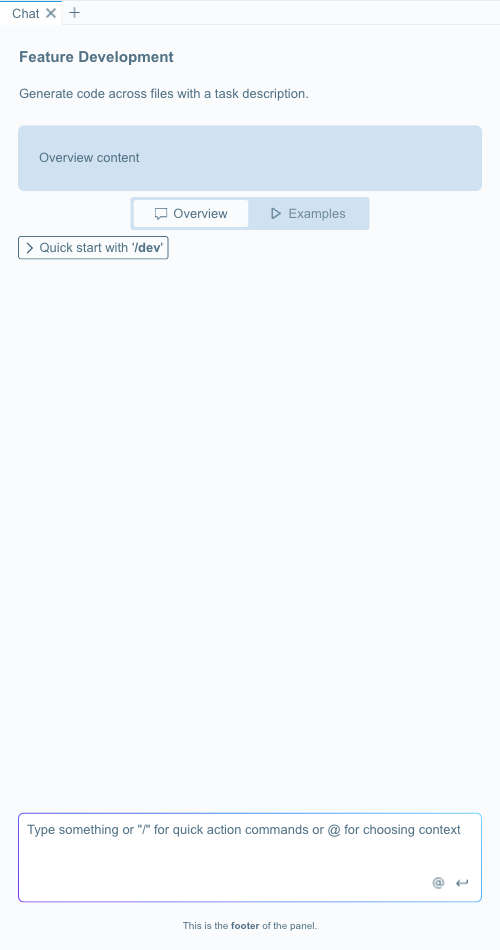 Chat
Feature Development
Generate code across files with a task description.
Overview content
Overview
Examples
Quick start with '/dev'
Type something or "/" for quick action commands or @ for choosing context
@
This is the footer of the panel.